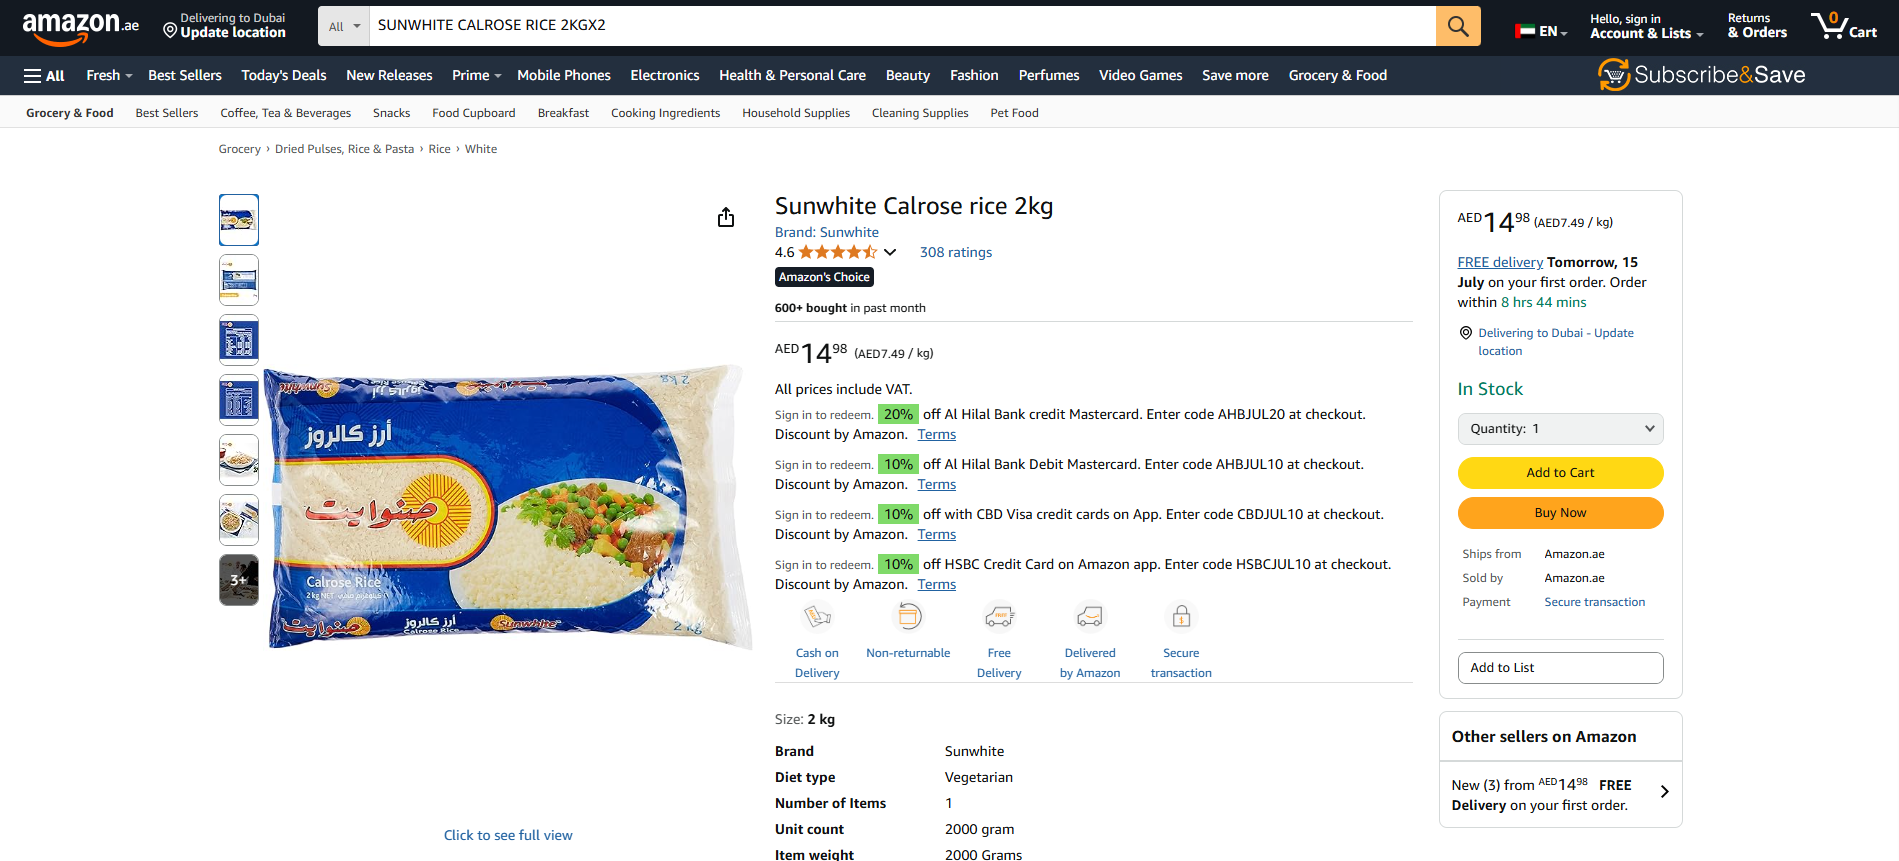 amazon.ae
Delivering to Dubai
Update location
All
SUNWHITE CALROSE RICE 2KGX2
EN
Hello, sign in
Account & Lists
Returns
& Orders
0
Cart
All
Fresh
Best Sellers
Today's Deals
New Releases
Prime
Mobile Phones
Electronics
Health & Personal Care
Beauty
Fashion
Perfumes
Video Games
Save more
Grocery & Food
Subscribe&Save
Grocery & Food
Best Sellers
Coffee, Tea & Beverages
Snacks
Food Cupboard
Breakfast
Cooking Ingredients
Household Supplies
Cleaning Supplies
Pet Food
Grocery › Dried Pulses, Rice & Pasta › Rice › White
3+
أرز كالروز
صنوايت
Calrose Rice
2 kg NET
صنوايت
أرز كالروز
Calrose Rice
Sunwhite
2 kg
Click to see full view
Sunwhite Calrose rice 2kg
Brand: Sunwhite
4.6
308 ratings
Amazon's Choice
600+ bought in past month
AED14.98 (AED7.49 / kg)
All prices include VAT.
Sign in to redeem. 20% off Al Hilal Bank credit Mastercard. Enter code AHBJUL20 at checkout.
Discount by Amazon. Terms
Sign in to redeem. 10% off Al Hilal Bank Debit Mastercard. Enter code AHBJUL10 at checkout.
Discount by Amazon. Terms
Sign in to redeem. 10% off with CBD Visa credit cards on App. Enter code CBDJUL10 at checkout.
Discount by Amazon. Terms
Sign in to redeem. 10% off HSBC Credit Card on Amazon app. Enter code HSBCJUL10 at checkout.
Discount by Amazon. Terms
Cash on
Delivery
Non-returnable
Free
Delivery
Delivered
by Amazon
Secure
transaction
Size: 2 kg
Brand Sunwhite
Diet type Vegetarian
Number of Items 1
Unit count 2000 gram
Item weight 2000 Grams
AED14 98 (AED7.49 / kg)
FREE delivery Tomorrow, 15
July on your first order. Order
within 8 hrs 44 mins
Delivering to Dubai - Update
location
In Stock
Quantity: 1
Add to Cart
Buy Now
Ships from Amazon.ae
Sold by Amazon.ae
Payment Secure transaction
Add to List
Other sellers on Amazon
New (3) from AED14 98 FREE
Delivery on your first order.